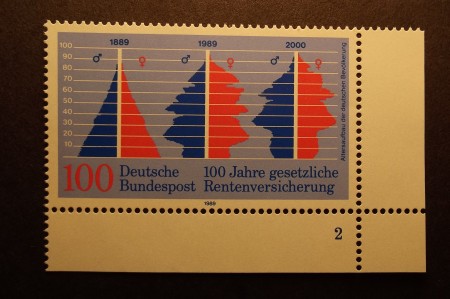 1889 1989 2000
♂ ♀ ♂ ♀ ♂ ♀
100
90
80
70
60
50
40
30
20
10
Altersaufbau der deutschen Bevölkerung
100 Deutsche Bundespost
100 Jahre gesetzliche
Rentenversicherung
1989
2